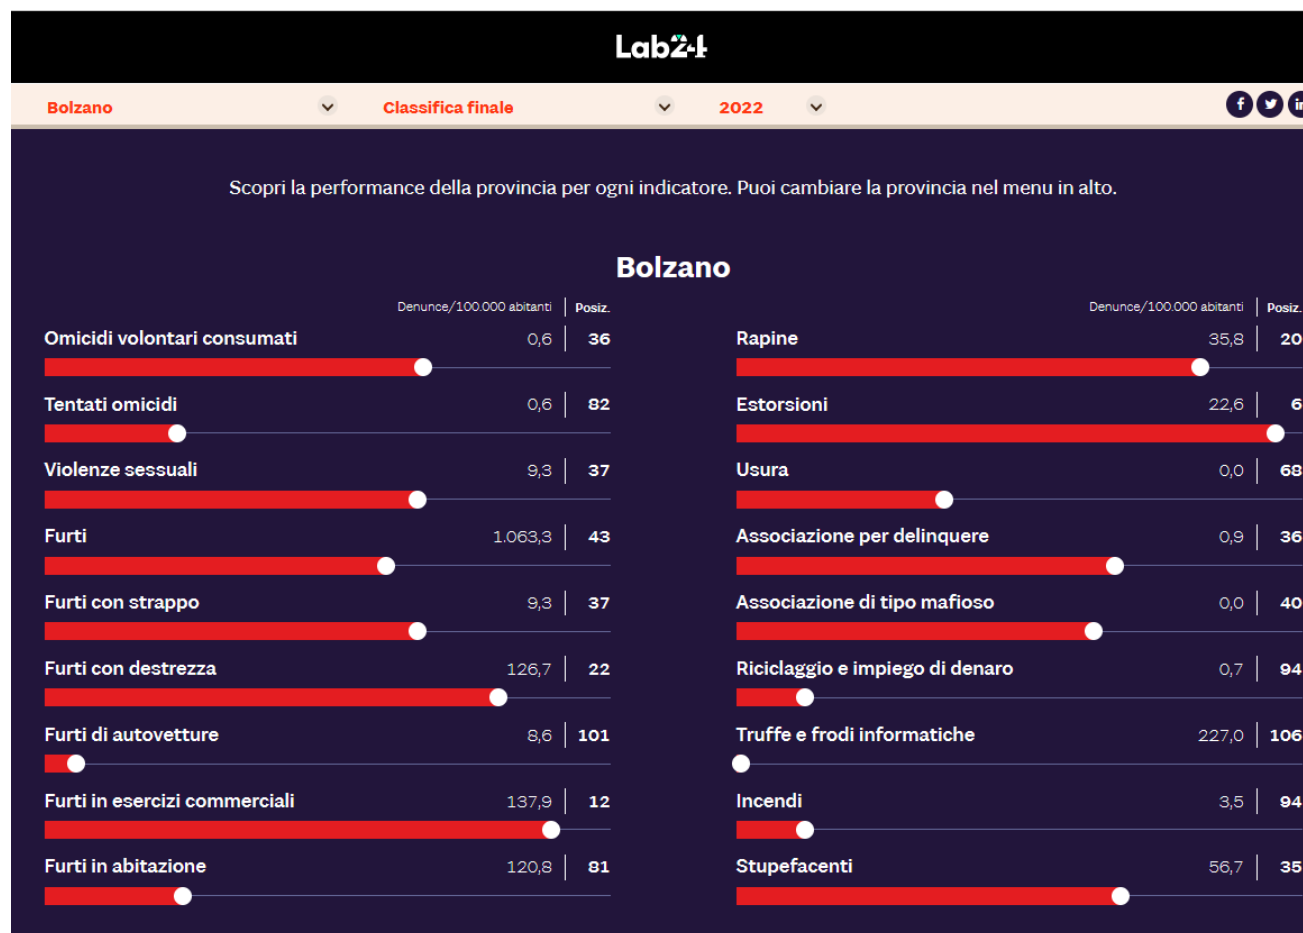 Lab24
Bolzano Classifica finale 2022
Scopri la performance della provincia per ogni indicatore. Puoi cambiare la provincia nel menu in alto.
Bolzano
Denunce/100.000 abitanti Posiz.
Omicidi volontari consumati 0,6 36
Tentati omicidi 0,6 82
Violenze sessuali 9,3 37
Furti 1.063,3 43
Furti con strappo 9,3 37
Furti con destrezza 126,7 22
Furti di autovetture 8,6 101
Furti in esercizi commerciali 137,9 12
Furti in abitazione 120,8 81
Denunce/100.000 abitanti Posiz.
Rapine 35,8 20
Estorsioni 22,6 6
Usura 0,0 68
Associazione per delinquere 0,9 36
Associazione di tipo mafioso 0,0 40
Riciclaggio e impiego di denaro 0,7 94
Truffe e frodi informatiche 227,0 106
Incendi 3,5 94
Stupefacenti 56,7 35